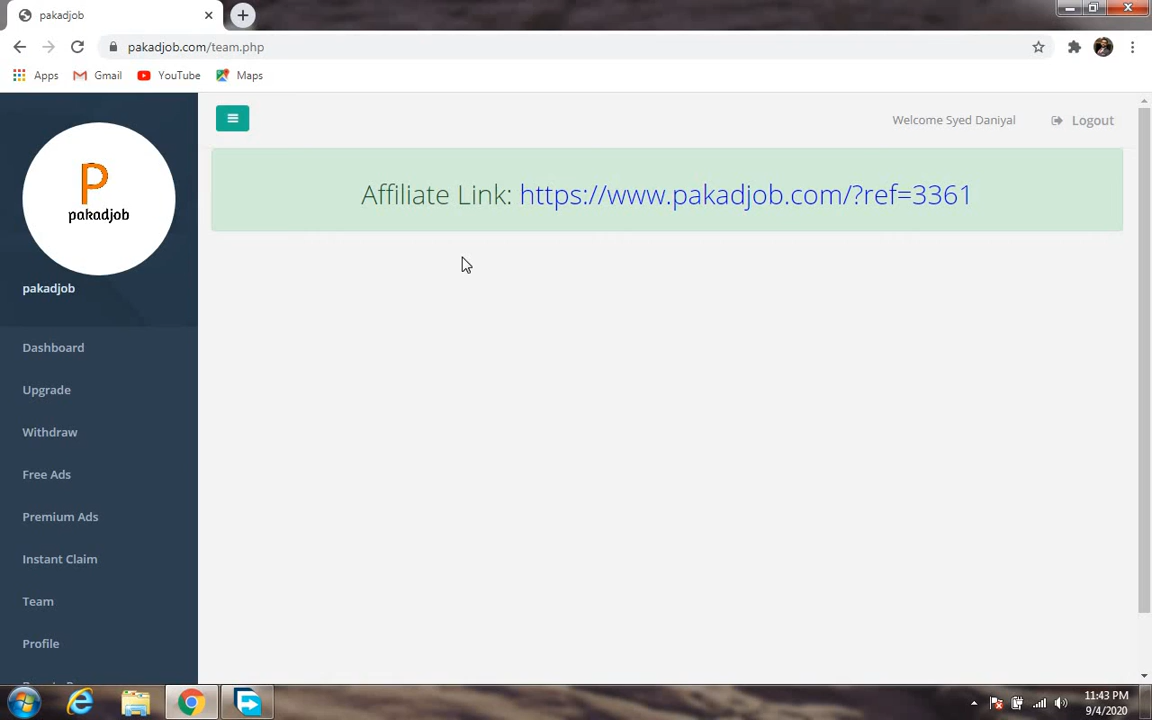 pakadjob
pakadjob.com/team.php
Apps
Gmail
YouTube
Maps
P
pakadjob
pakadjob
Welcome Syed Daniyal
Logout
Affiliate Link: https://www.pakadjob.com/?ref=3361
Dashboard
Upgrade
Withdraw
Free Ads
Premium Ads
Instant Claim
Team
Profile
11:43 PM
9/4/2020